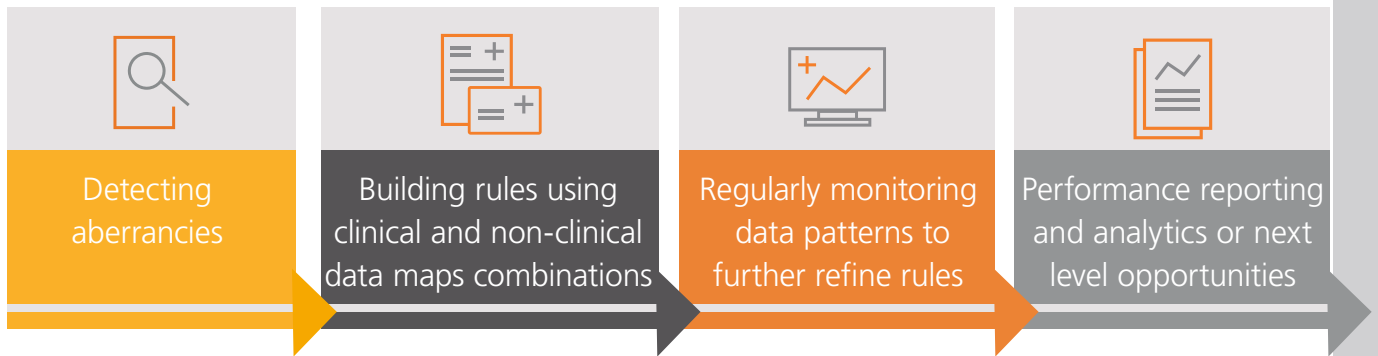 Detecting
aberrancies
Building rules using
clinical and non-clinical
data maps combinations
Regularly monitoring
data patterns to
further refine rules
Performance reporting
and analytics or next
level opportunities